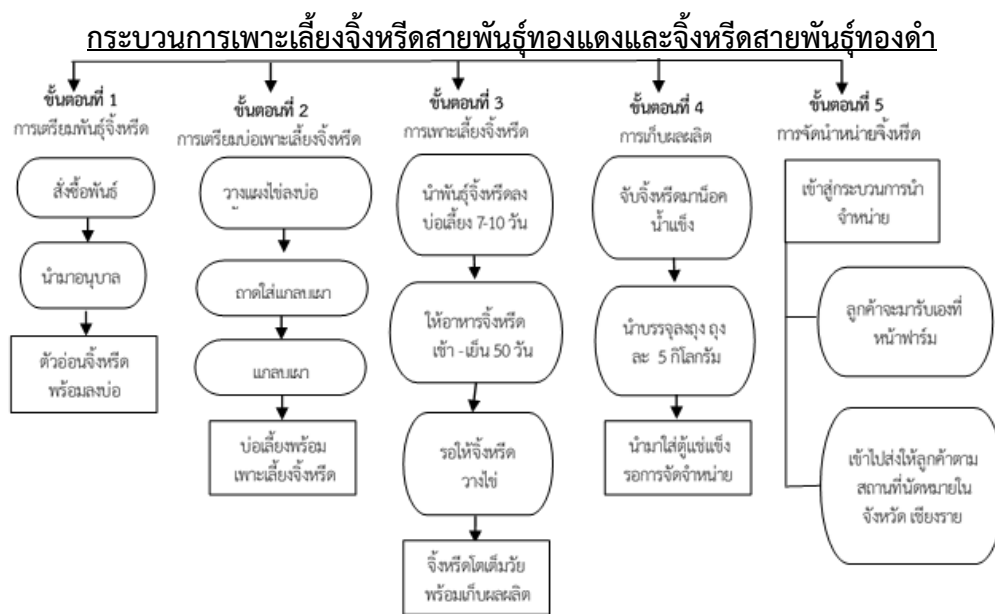 กระบวนการเพาะเลี้ยงจิ้งหรีดสายพันธุ์ทองแดงและจิ้งหรีดสายพันธุ์ทองดำ
ขั้นตอนที่ 1
การเตรียมพันธุ์จิ้งหรีด
สั่งซื้อพันธุ์
นำมาอนุบาล
ตัวอ่อนจิ้งหรีด
พร้อมลงบ่อ
ขั้นตอนที่ 2
การเตรียมบ่อเพาะเลี้ยงจิ้งหรีด
วางแผงไข่ลงบ่อ
ถาดใส่แกลบเผา
แกลบเผา
บ่อเลี้ยงพร้อม
เพาะเลี้ยงจิ้งหรีด
ขั้นตอนที่ 3
การเพาะเลี้ยงจิ้งหรีด
นำพันธุ์จิ้งหรีดลง
บ่อเลี้ยง 7-10 วัน
ให้อาหารจิ้งหรีด
เช้า -เย็น 50 วัน
รอให้จิ้งหรีด
วางไข่
จิ้งหรีดโตเต็มวัย
พร้อมเก็บผลผลิต
ขั้นตอนที่ 4
การเก็บผลผลิต
จับจิ้งหรีดมาน็อค
น้ำแข็ง
นำบรรจุลงถุง ถุง
ละ 5 กิโลกรัม
นำมาใส่ตู้แช่แข็ง
รอการจัดจำหน่าย
ขั้นตอนที่ 5
การจัดนำหน่ายจิ้งหรีด
เข้าสู่กระบวนการนำ
จำหน่าย
ลูกค้าจะมารับเองที่
หน้าฟาร์ม
เข้าไปส่งให้ลูกค้าตาม
สถานที่นัดหมายใน
จังหวัด เชียงราย